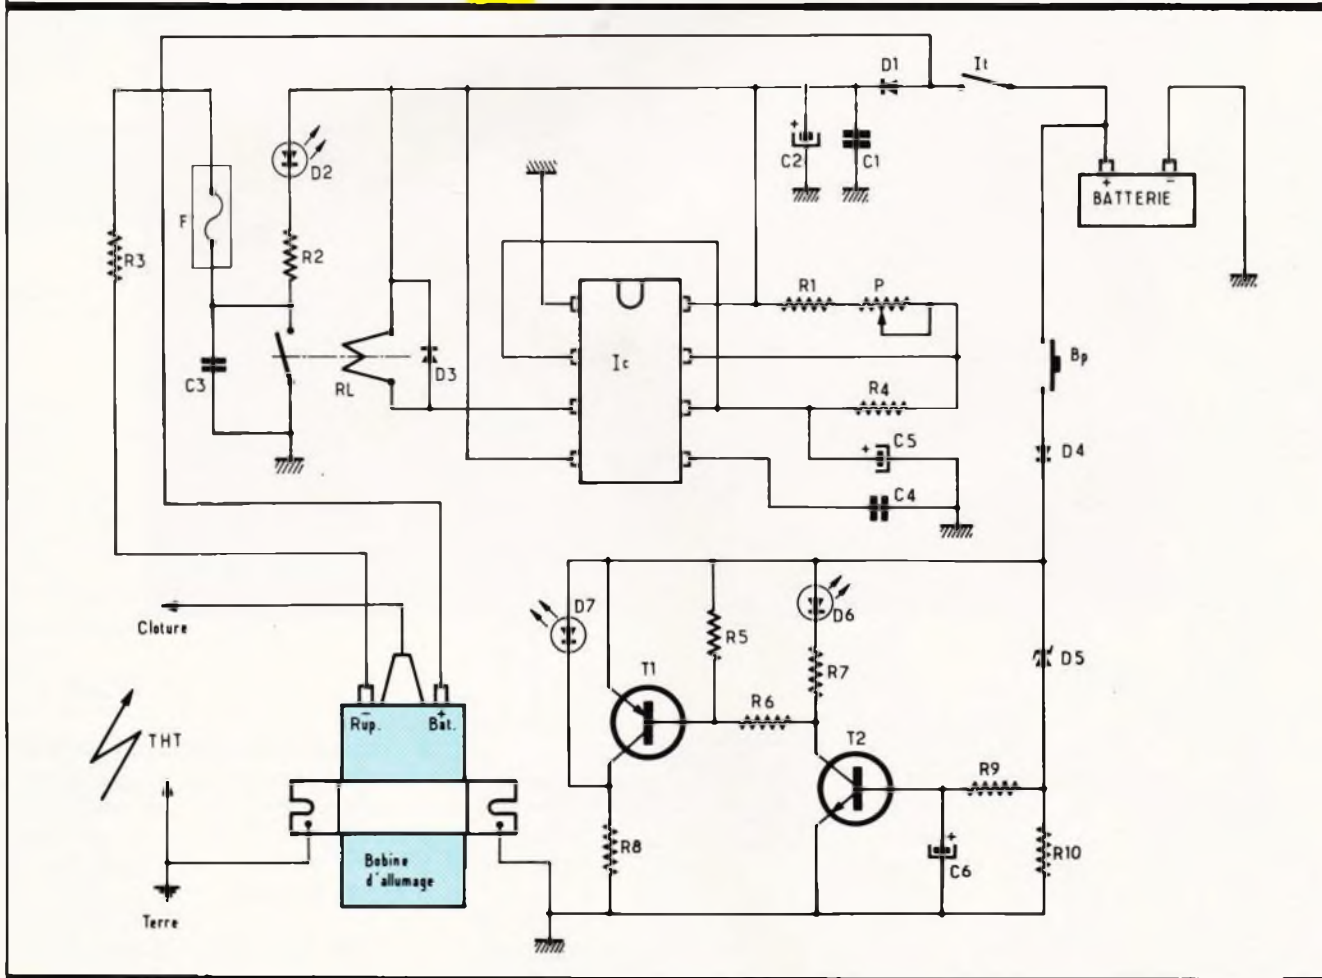 D1
It
D2
+
C2
C1
+
-
BATTERIE
F
R3
R2
R1
P
Ic
Bp
C3
RL
D3
R4
+
C5
D4
C4
Cloture
D7
D6
R5
D5
R7
T1
R6
THT
-
+
Rup.
Bat.
T2
R9
R8
+
C6
R10
Bobine
d'allumage
Terre